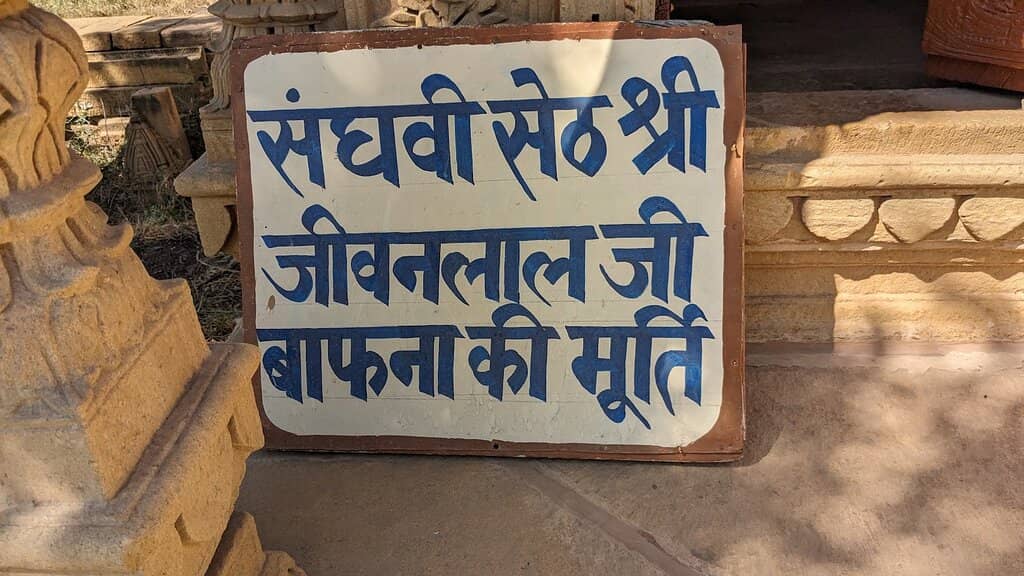 संघवी सेठ श्री
जीवनलाल जी
बाफना की मूर्ति